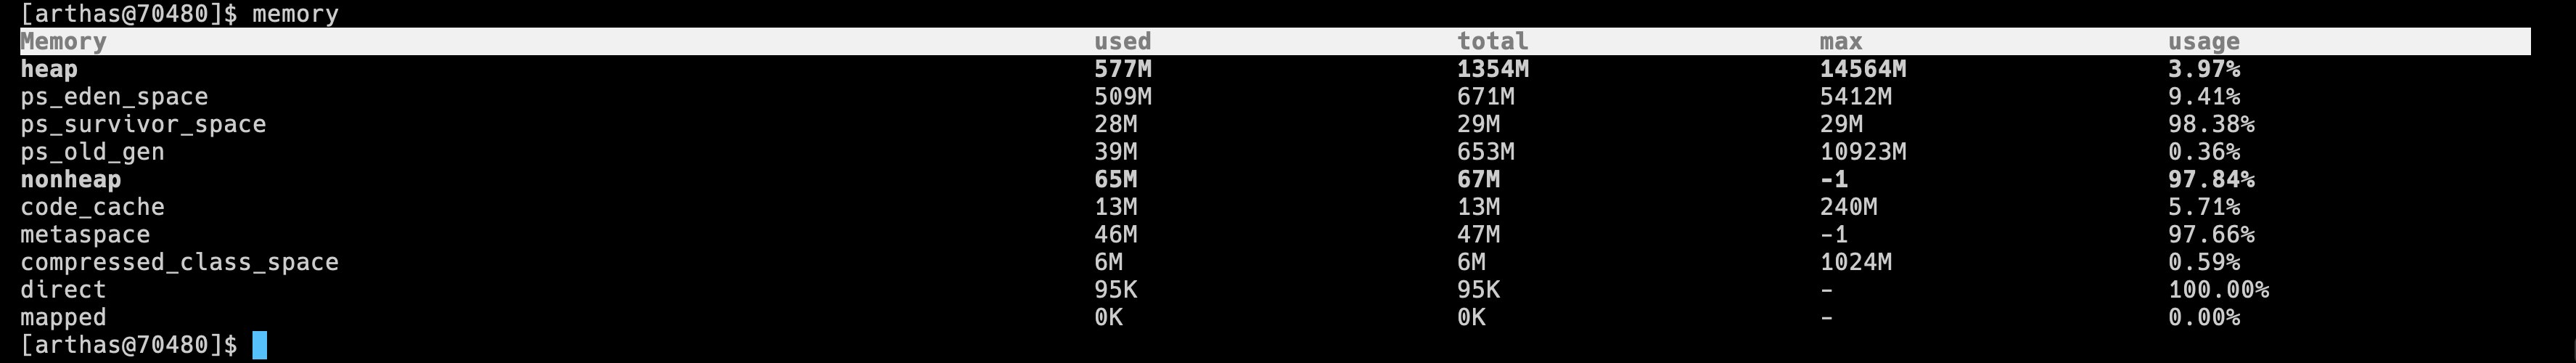 [arthas@70480]$ memory
Memory used total max usage
heap 577M 1354M 14564M 3.97%
ps_eden_space 509M 671M 5412M 9.41%
ps_survivor_space 28M 29M 29M 98.38%
ps_old_gen 39M 653M 10923M 0.36%
nonheap 65M 67M -1 97.84%
code_cache 13M 13M 240M 5.71%
metaspace 46M 47M -1 97.66%
compressed_class_space 6M 6M 1024M 0.59%
direct 95K 95K - 100.00%
mapped 0K 0K - 0.00%
[arthas@70480]$